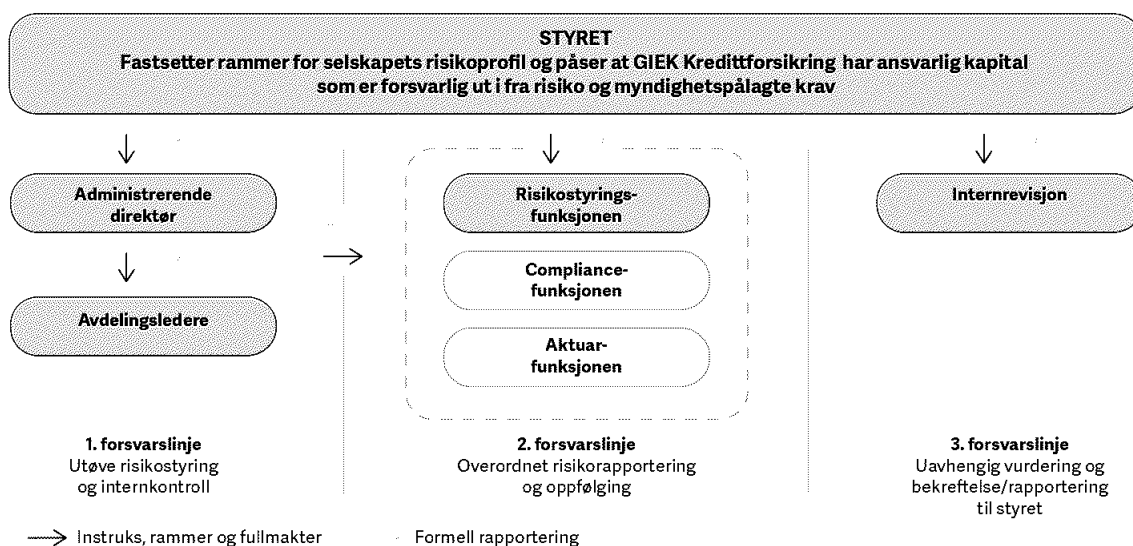 STYRET
Fastsetter rammer for selskapets risikoprofil og påser at GIEK Kredittforsikring har ansvarlig kapital
som er forsvarlig ut i fra risiko og myndighetspålagte krav
Administrerende
direktør
Avdelingsledere
Risikostyrings-
funksjonen
Compliance-
funksjonen
Aktuar-
funksjonen
Internrevisjon
1. forsvarslinje
Utøve risikostyring
og internkontroll
2. forsvarslinje
Overordnet risikorapportering
og oppfølging
3. forsvarslinje
Uavhengig vurdering og
bekreftelse/rapportering
til styret
Instruks, rammer og fullmakter
Formell rapportering